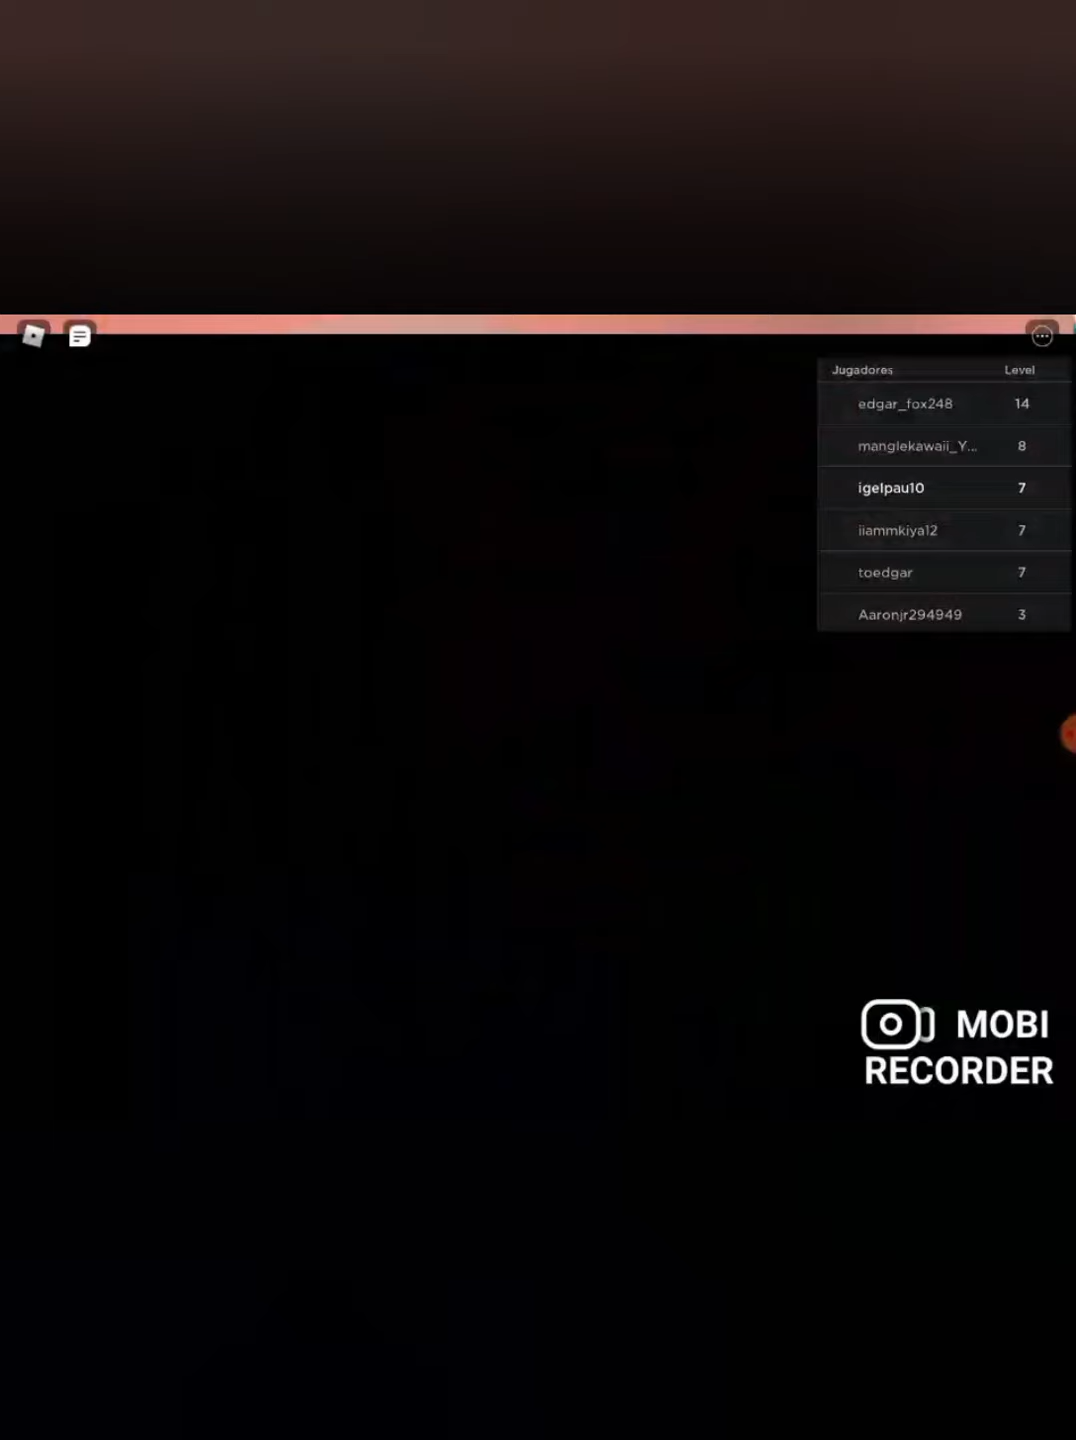 Jugadores Level
edgar_fox248 14
manglekawaii_Y... 8
igelpau10 7
iiammkiya12 7
toedgar 7
Aaronjr294949 3
MOBI
RECORDER